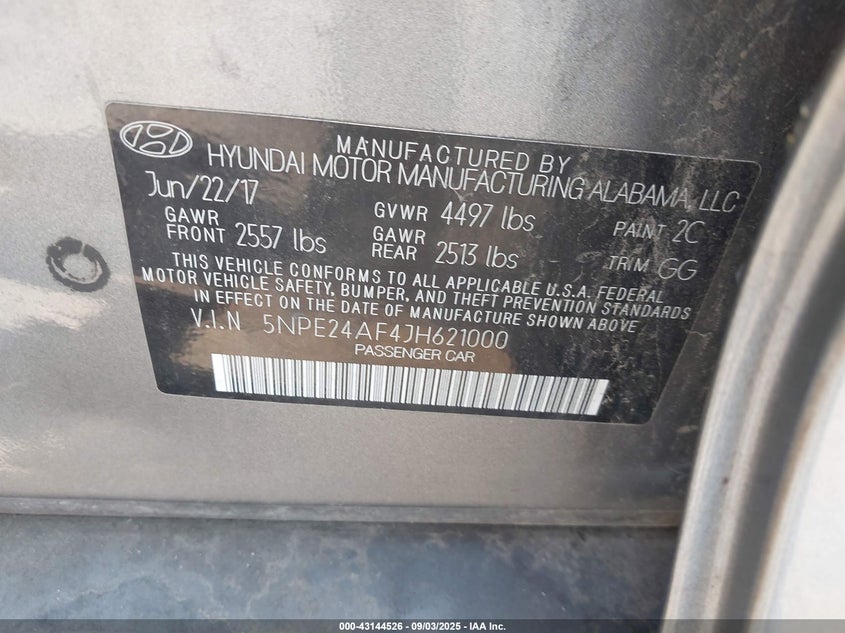 MANUFACTURED BY
HYUNDAI MOTOR MANUFACTURING ALABAMA, LLC
Jun/22/17
GAWR FRONT 2557 lbs
GVWR 4497 lbs
GAWR REAR 2513 lbs
PAINT 2C
TRIM GG
THIS VEHICLE CONFORMS TO ALL APPLICABLE U.S.A. FEDERAL
MOTOR VEHICLE SAFETY, BUMPER, AND THEFT PREVENTION STANDARDS
IN EFFECT ON THE DATE OF MANUFACTURE SHOWN ABOVE
V.I.N 5NPE24AF4JH621000
PASSENGER CAR
000-43144526 - 09/03/2025 - IAA Inc.